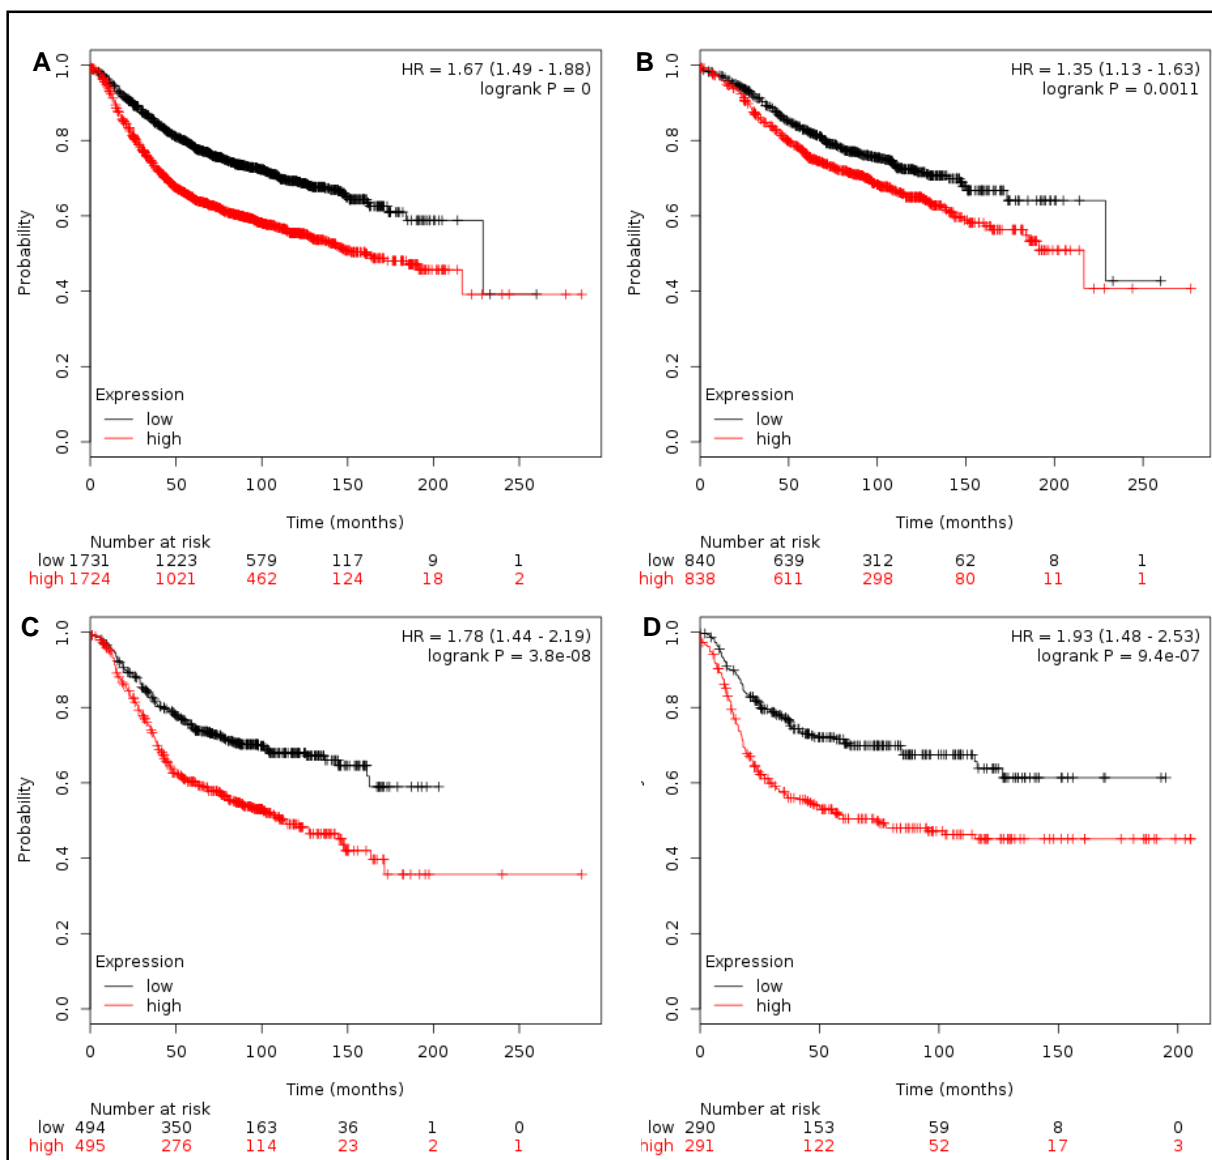 A
HR = 1.67 (1.49 - 1.88)
logrank P = 0
Probability
1.0
0.8
0.6
0.4
0.2
0.0
Expression
low
high
0 50 100 150 200 250
Time (months)
Number at risk
low 1731 1223 579 117 9 1
high 1724 1021 462 124 18 2
B
HR = 1.35 (1.13 - 1.63)
logrank P = 0.0011
Probability
1.0
0.8
0.6
0.4
0.2
0.0
Expression
low
high
0 50 100 150 200 250
Time (months)
Number at risk
low 840 639 312 62 8 1
high 838 611 298 80 11 1
C
HR = 1.78 (1.44 - 2.19)
logrank P = 3.8e-08
Probability
1.0
0.8
0.6
0.4
0.2
0.0
Expression
low
high
0 50 100 150 200 250
Time (months)
Number at risk
low 494 350 163 36 1 0
high 495 276 114 23 2 1
D
HR = 1.93 (1.48 - 2.53)
logrank P = 9.4e-07
1.0
0.8
0.6
0.4
0.2
0.0
Expression
low
high
0 50 100 150 200
Time (months)
Number at risk
low 290 153 59 8 0
high 291 122 52 17 3